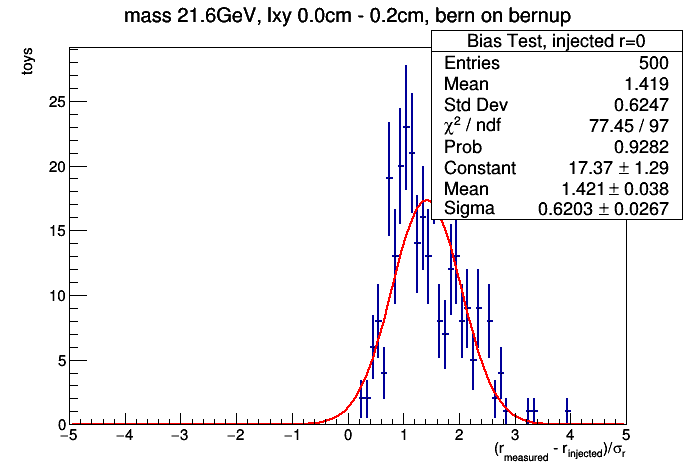 mass 21.6GeV, lxy 0.0cm - 0.2cm, bern on bernup
Bias Test, injected r=0
Entries 500
Mean 1.419
Std Dev 0.6247
χ² / ndf 77.45 / 97
Prob 0.9282
Constant 17.37 ± 1.29
Mean 1.421 ± 0.038
Sigma 0.6203 ± 0.0267
toys
25
20
15
10
5
0
−5 −4 −3 −2 −1 0 1 2 3 4 5
(r_measured - r_injected)/σ_r